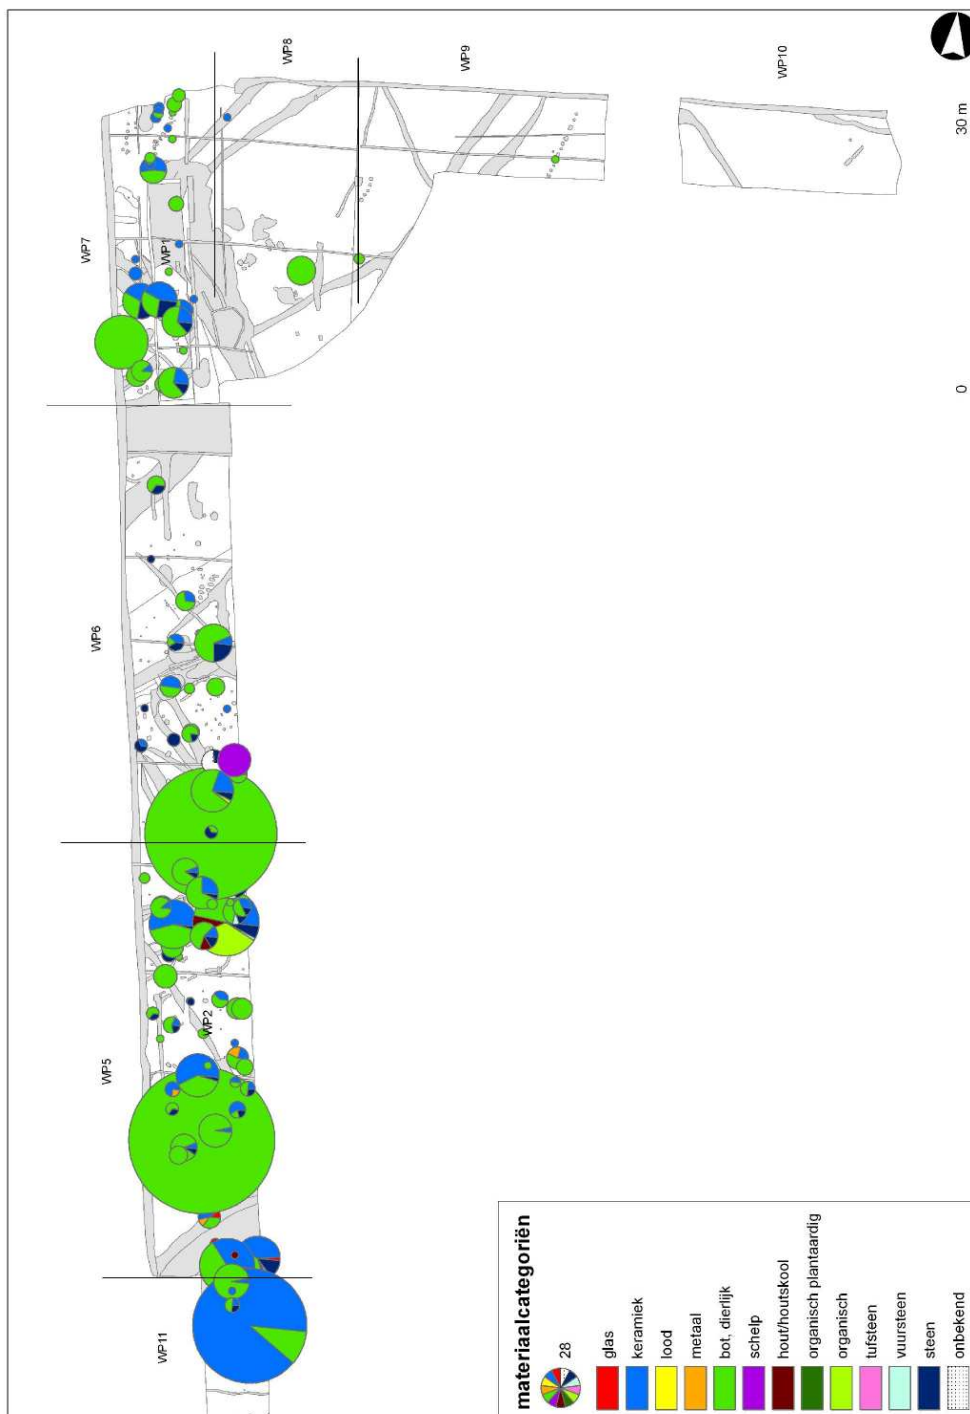 WP8
WP9
WP10
WP7
WP1
WP6
WP5
WP2
WP11
30 m
0
materiaalcategoriën
28
glas
keramiek
lood
metaal
bot, dierlijk
schelp
hout/houtskool
organisch plantaardig
organisch
tufsteen
vuursteen
steen
onbekend